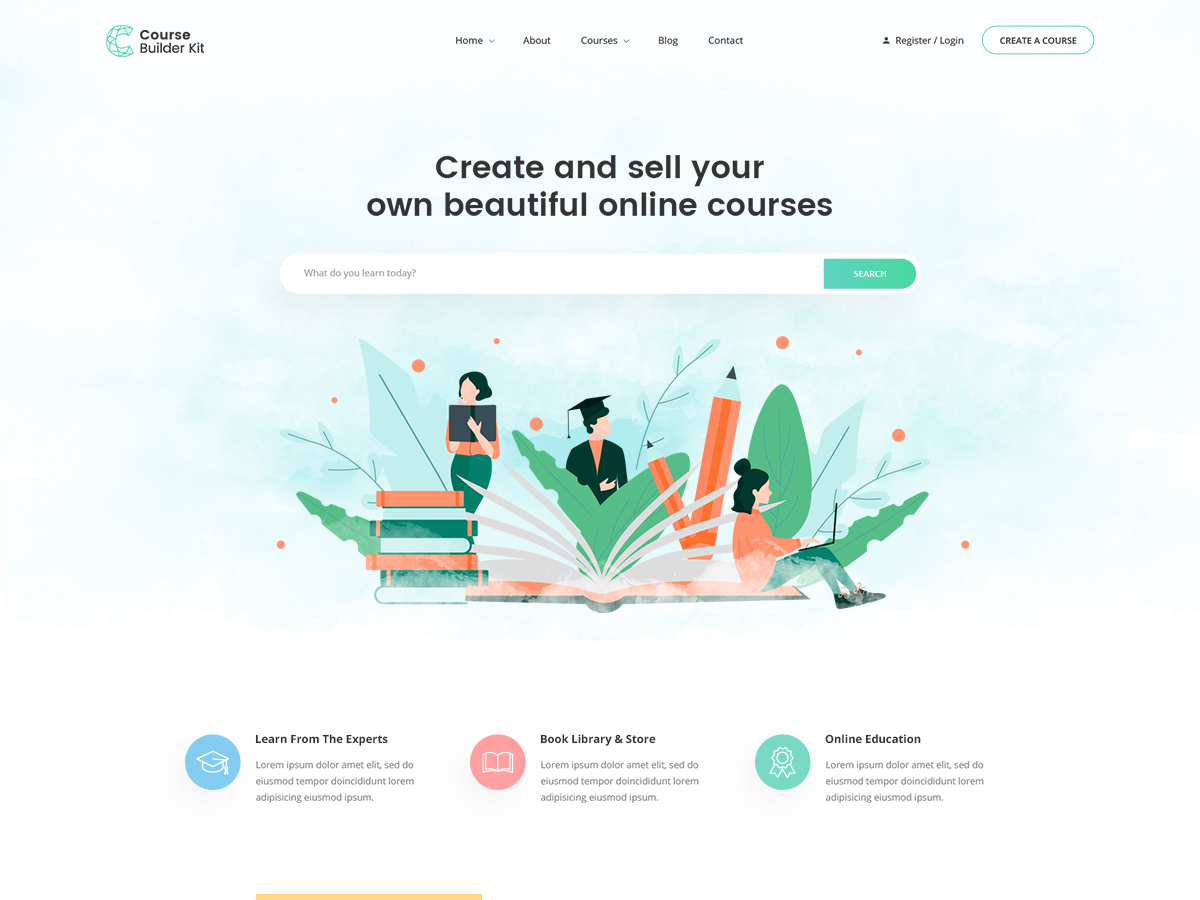 Course
Builder Kit
Home
About
Courses
Blog
Contact
Register / Login
CREATE A COURSE
Create and sell your
own beautiful online courses
What do you learn today?
SEARCH
Learn From The Experts
Lorem ipsum dolor amet elit, sed do
eiusmod tempor doincididunt lorem
adipisicing eiusmod ipsum.
Book Library & Store
Lorem ipsum dolor amet elit, sed do
eiusmod tempor doincididunt lorem
adipisicing eiusmod ipsum.
Online Education
Lorem ipsum dolor amet elit, sed do
eiusmod tempor doincididunt lorem
adipisicing eiusmod ipsum.